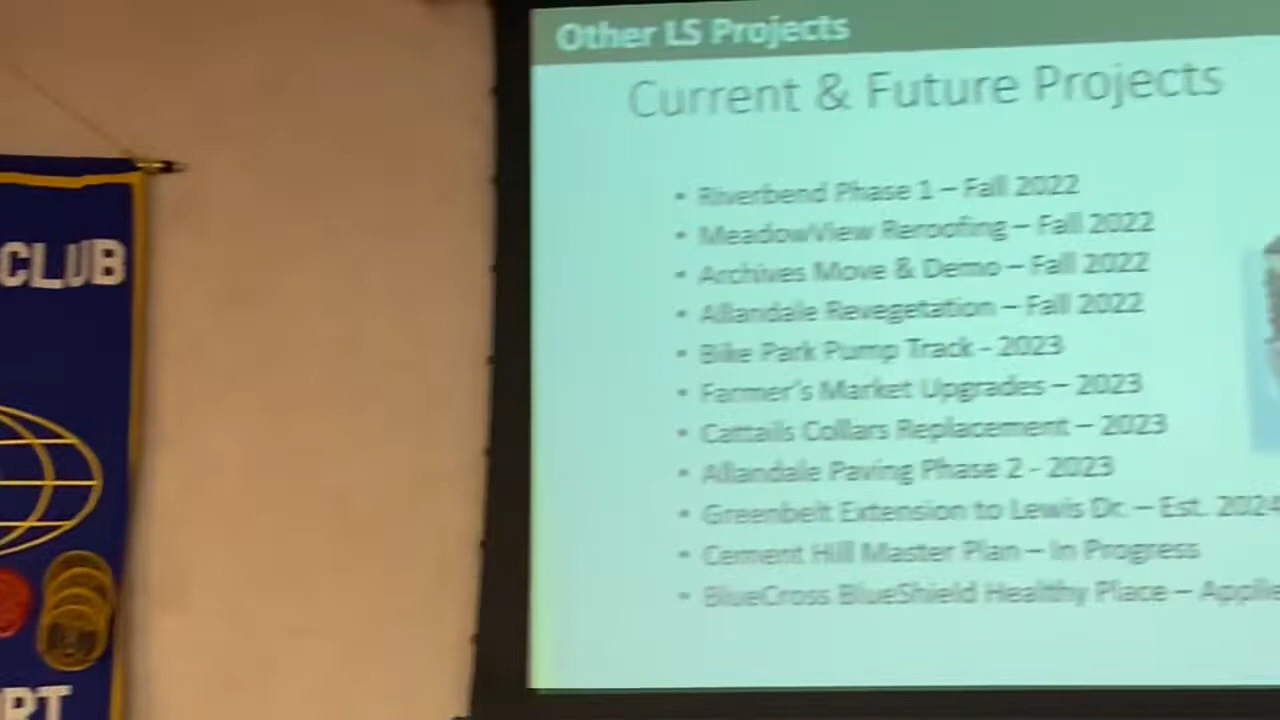 Other LS Projects
Current & Future Projects
• Riverbend Phase 1 – Fall 2022
• MeadowView Reroofing – Fall 2022
• Archives Move & Demo – Fall 2022
• Allandale Revegetation – Fall 2022
• Bike Park Pump Track - 2023
• Farmer's Market Upgrades – 2023
• Cattails Collars Replacement – 2023
• Allandale Paving Phase 2 - 2023
• Greenbelt Extension to Lewis Dr. – Est. 2024
• Cement Hill Master Plan – In Progress
• BlueCross BlueShield Healthy Place – Applie
CLUB
RT